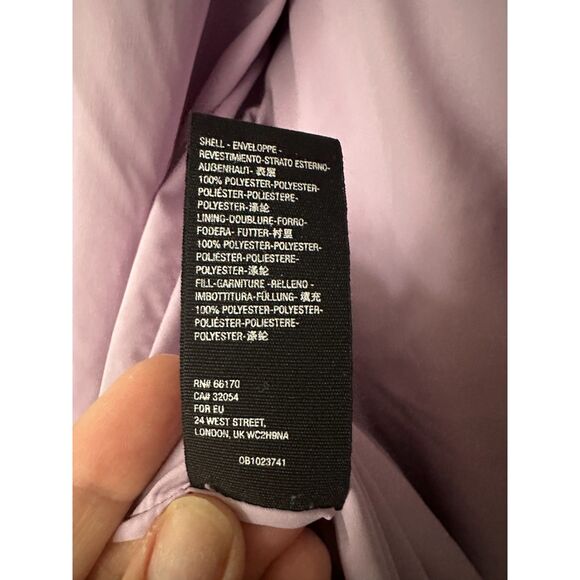 SHELL - ENVELOPPE -
REVESTIMIENTO-STRATO ESTERNO-
AUßENHAUT- 表层
100% POLYESTER-POLYESTER-
POLIÉSTER-POLIESTERE-
POLYESTER-涤纶
LINING-DOUBLURE-FORRO-
FODERA- FUTTER-衬里
100% POLYESTER-POLYESTER-
POLIÉSTER-POLIESTERE-
POLYESTER-涤纶
FILL-GARNITURE -RELLENO -
IMBOTTITURA-FÜLLUNG- 填充
100% POLYESTER-POLYESTER-
POLIÉSTER-POLIESTERE-
POLYESTER-涤纶
RN# 66170
CA# 32054
FOR EU
24 WEST STREET,
LONDON, UK WC2H9NA
OB1023741